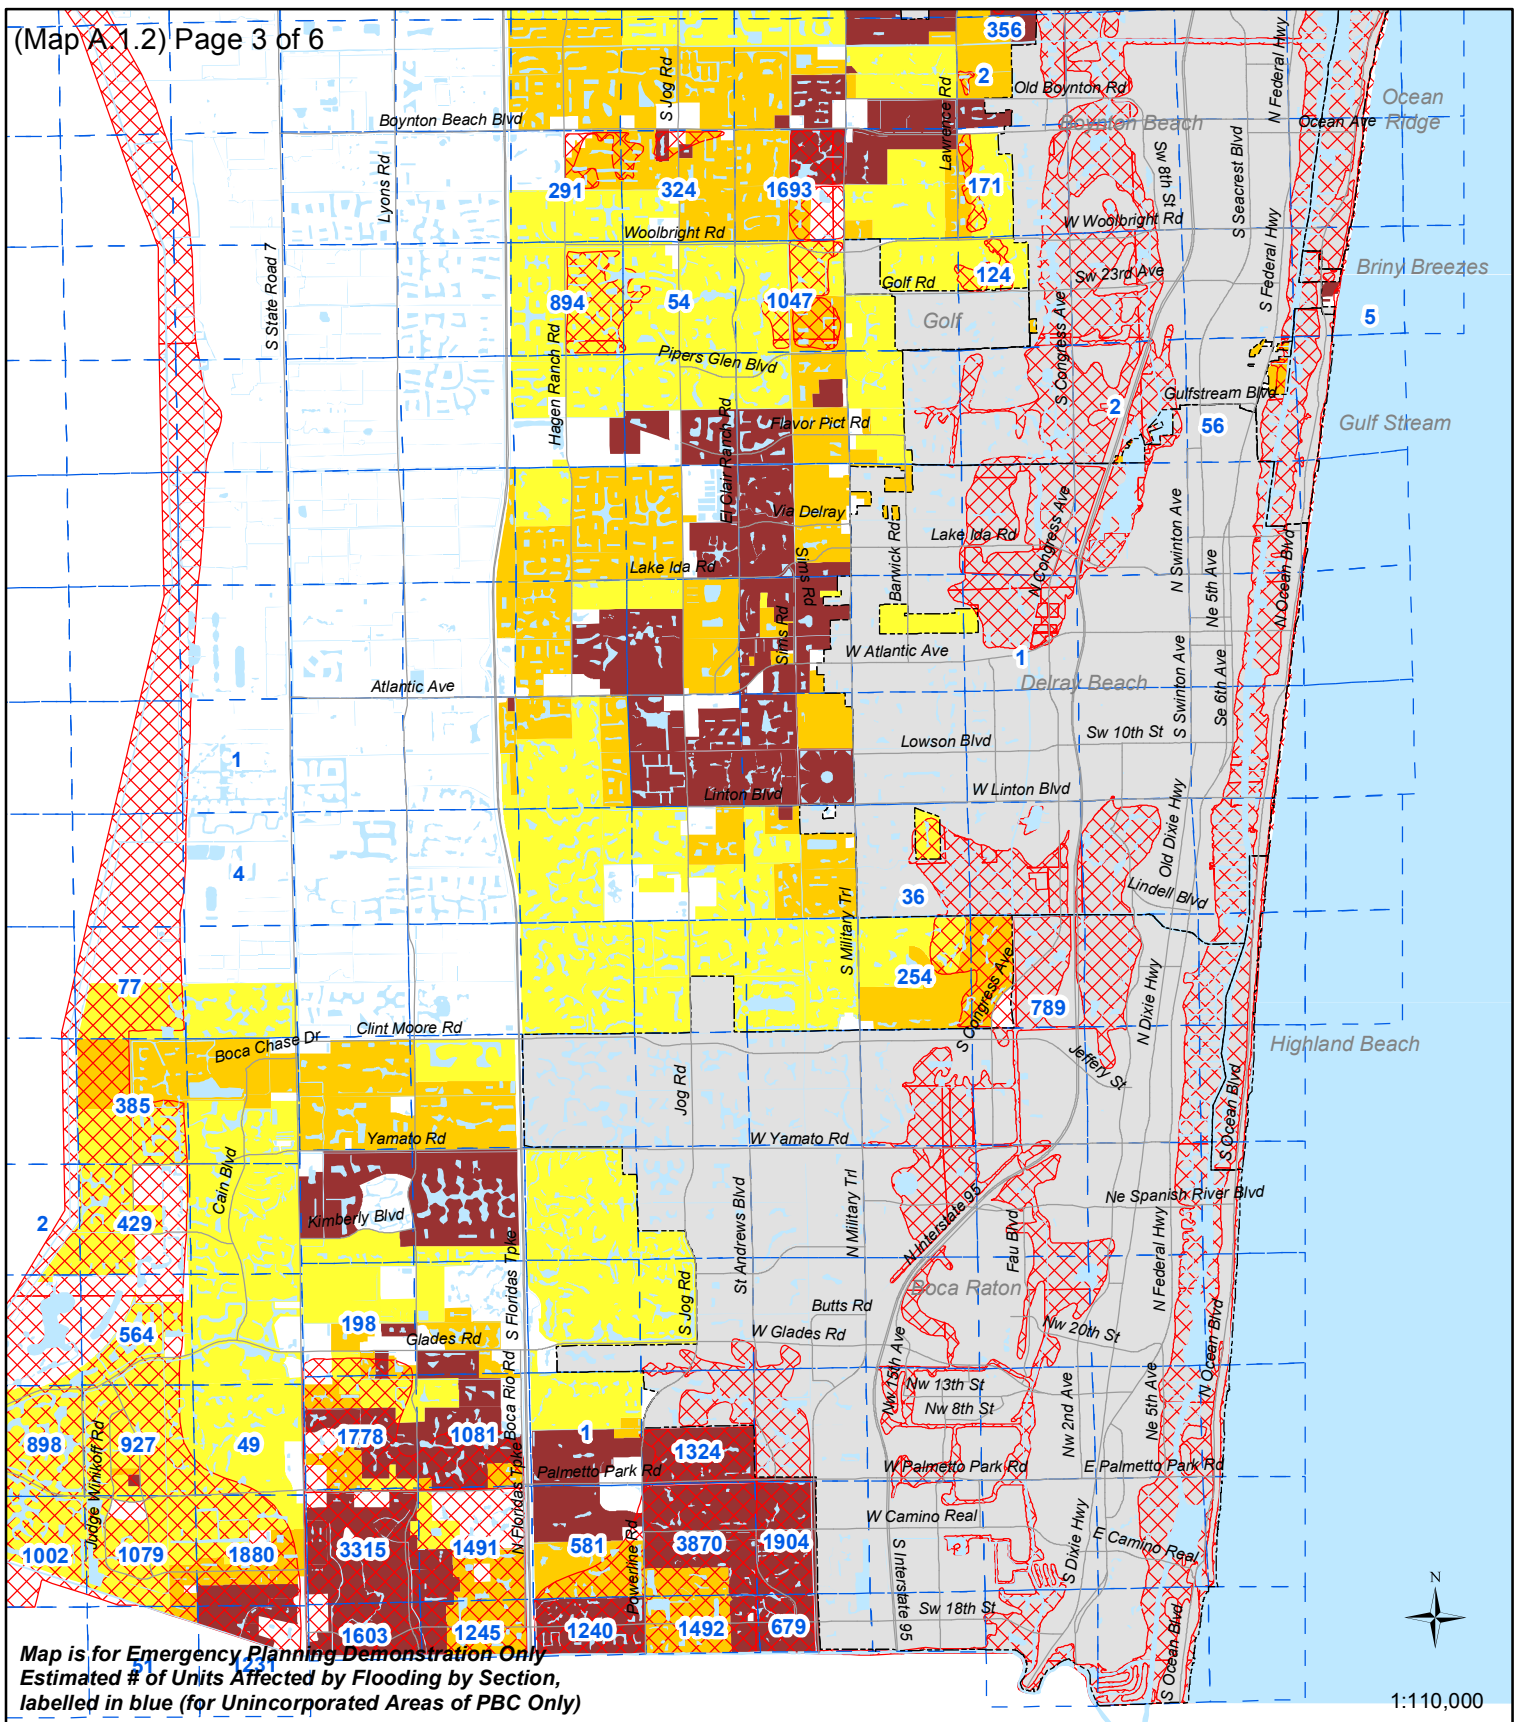 (Map A.1.2) Page 3 of 6
356
2
S Jog Rd
Lawrence Rd
N Federal Hwy
Old Boynton Rd
Ocean
Ridge
Ocean Ave
Boynton Beach Blvd
Boynton Beach
Lyons Rd
Sw 8th St
S Seacrest Blvd
291
324
1693
171
W Woolbright Rd
Woolbright Rd
S Federal Hwy
S State Road 7
Golf Rd
124
Sw 23rd Ave
Briny Breezes
894
54
1047
Golf
5
Hagen Ranch Rd
S Congress Ave
Pipers Glen Blvd
Gulfstream Blvd
2
56
Gulf Stream
El Clair Ranch Rd
Flavor Pict Rd
Via Delray
Lake Ida Rd
Barwick Rd
N Congress Ave
N Swinton Ave
Ne 5th Ave
N Ocean Blvd
Lake Ida Rd
Sims Rd
Sims Rd
W Atlantic Ave
1
Delray Beach
S Swinton Ave
Se 6th Ave
Atlantic Ave
Lowson Blvd
Sw 10th St
1
Linton Blvd
W Linton Blvd
Old Dixie Hwy
4
36
Lindell Blvd
S Military Trl
77
254
S Congress Ave
789
N Dixie Hwy
Clint Moore Rd
Boca Chase Dr
Jeffery St
Highland Beach
Jog Rd
385
S Ocean Blvd
Yamato Rd
W Yamato Rd
Cain Blvd
2
429
Kimberly Blvd
St Andrews Blvd
N Military Trl
Ne Spanish River Blvd
N Interstate 95
Fau Blvd
N Federal Hwy
S Floridas Tpke
Boca Raton
S Jog Rd
Butts Rd
564
198
Glades Rd
W Glades Rd
Nw 20th St
N Ocean Blvd
Nw 15th Ave
Nw 13th St
Nw 8th St
Nw 2nd Ave
Ne 5th Ave
Boca Rio Rd
898
927
49
1778
1081
1
1324
Judge Winikoff Rd
Palmetto Park Rd
W Palmetto Park Rd
E Palmetto Park Rd
N Floridas Tpke
W Camino Real
E Camino Real
1002
1079
1880
3315
1491
581
3870
1904
Powerline Rd
S Interstate 95
S Dixie Hwy
Sw 18th St
S Ocean Blvd
N
1603
1245
1240
1492
679
51
1231
Map is for Emergency Planning Demonstration Only
Estimated # of Units Affected by Flooding by Section,
labelled in blue (for Unincorporated Areas of PBC Only)
1:110,000